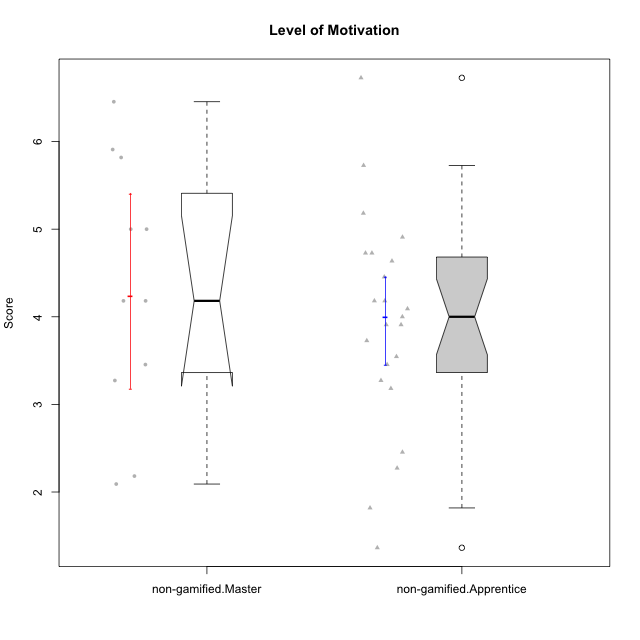 Level of Motivation
Score
6
5
4
3
2
non-gamified.Master
non-gamified.Apprentice